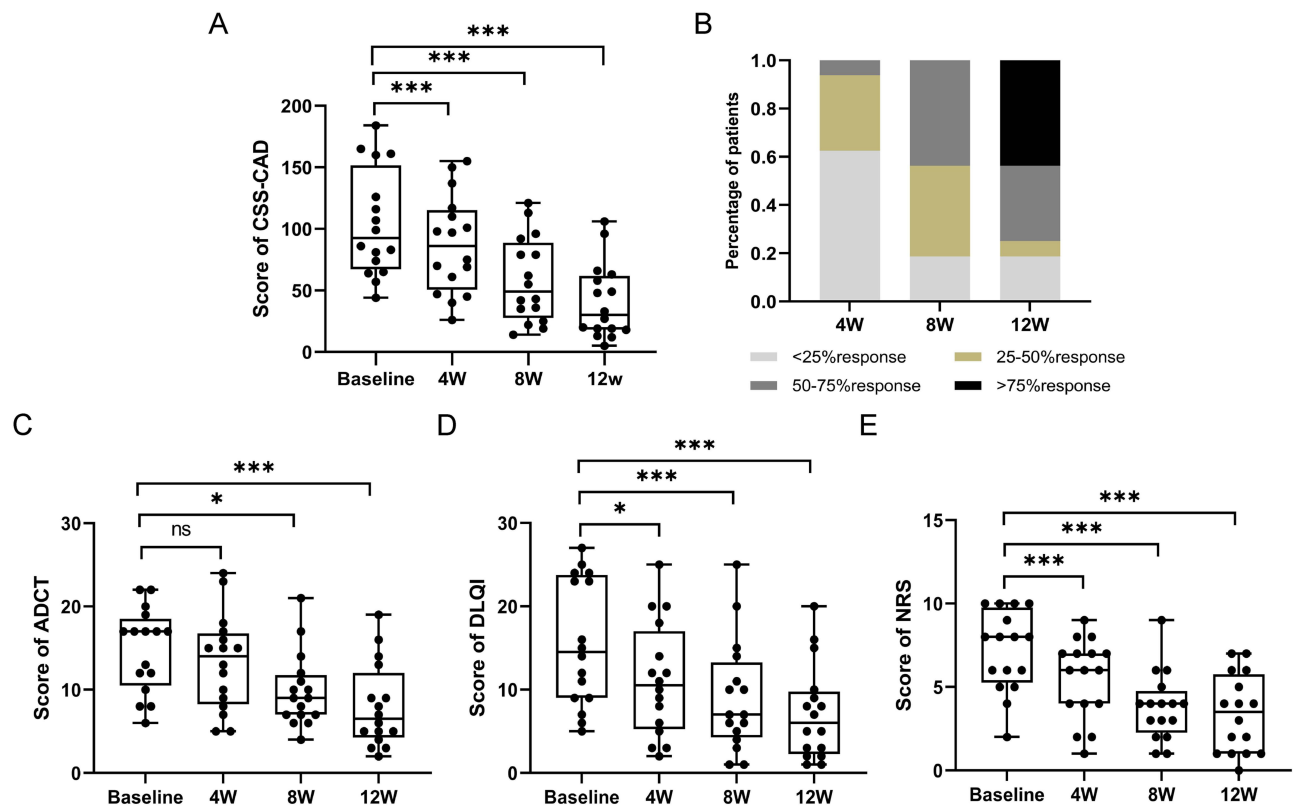 A
***
***
***
Score of CSS-CAD
200
150
100
50
0
Baseline 4W 8W 12w
B
Percentage of patients
1.0
0.8
0.6
0.4
0.2
0.0
4W 8W 12W
<25%response 25-50%response
50-75%response >75%response
C
***
*
ns
Score of ADCT
30
20
10
0
Baseline 4W 8W 12W
D
***
***
*
Score of DLQI
30
20
10
0
Baseline 4W 8W 12W
E
***
***
***
Score of NRS
15
10
5
0
Baseline 4W 8W 12W